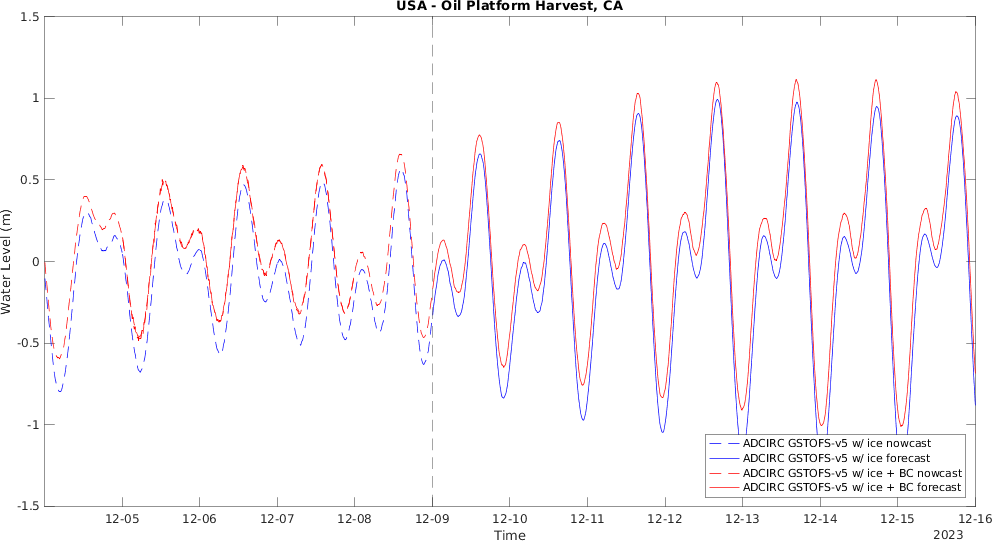 USA - Oil Platform Harvest, CA
1.5
1
0.5
0
-0.5
-1
-1.5
Water Level (m)
ADCIRC GSTOFS-v5 w/ ice nowcast
ADCIRC GSTOFS-v5 w/ ice forecast
ADCIRC GSTOFS-v5 w/ ice + BC nowcast
ADCIRC GSTOFS-v5 w/ ice + BC forecast
12-05 12-06 12-07 12-08 12-09 12-10 12-11 12-12 12-13 12-14 12-15 12-16
Time
2023